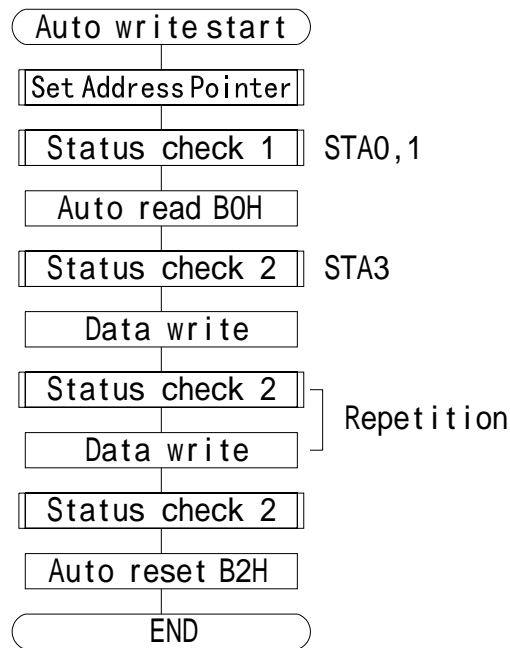 Auto write start
Set Address Pointer
Status check 1 STA0,1
Auto read B0H
Status check 2 STA3
Data write
Status check 2
Repetition
Data write
Status check 2
Auto reset B2H
END